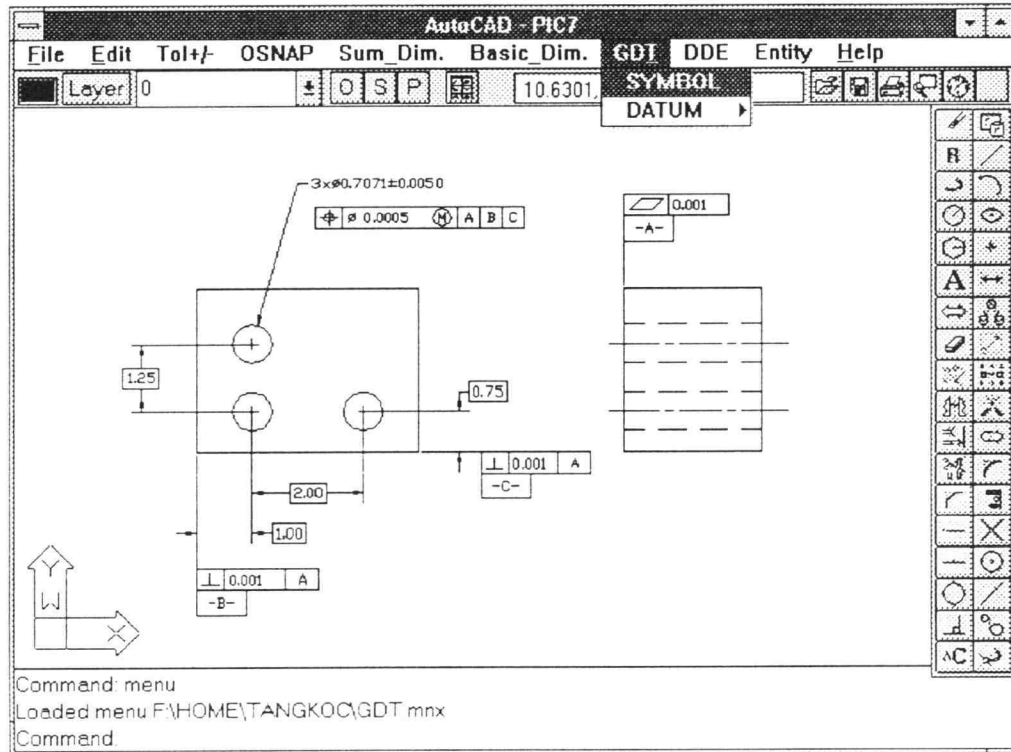 AutoCAD - PIC7
File Edit Tol+/- OSNAP Sum_Dim. Basic_Dim. GDT DDE Entity Help
Layer 0 O S P 10.6301, SYMBOL
DATUM
R
A
3xø0.7071±0.0050
⌖ ø 0.0005 Ⓜ A B C
⏥ 0.001
-A-
1.25
0.75
⊥ 0.001 A
-C-
2.00
1.00
⊥ 0.001 A
-B-
Y
W
X
^C
Command: menu
Loaded menu F:\HOME\TANGKOC\GDT mnx
Command: